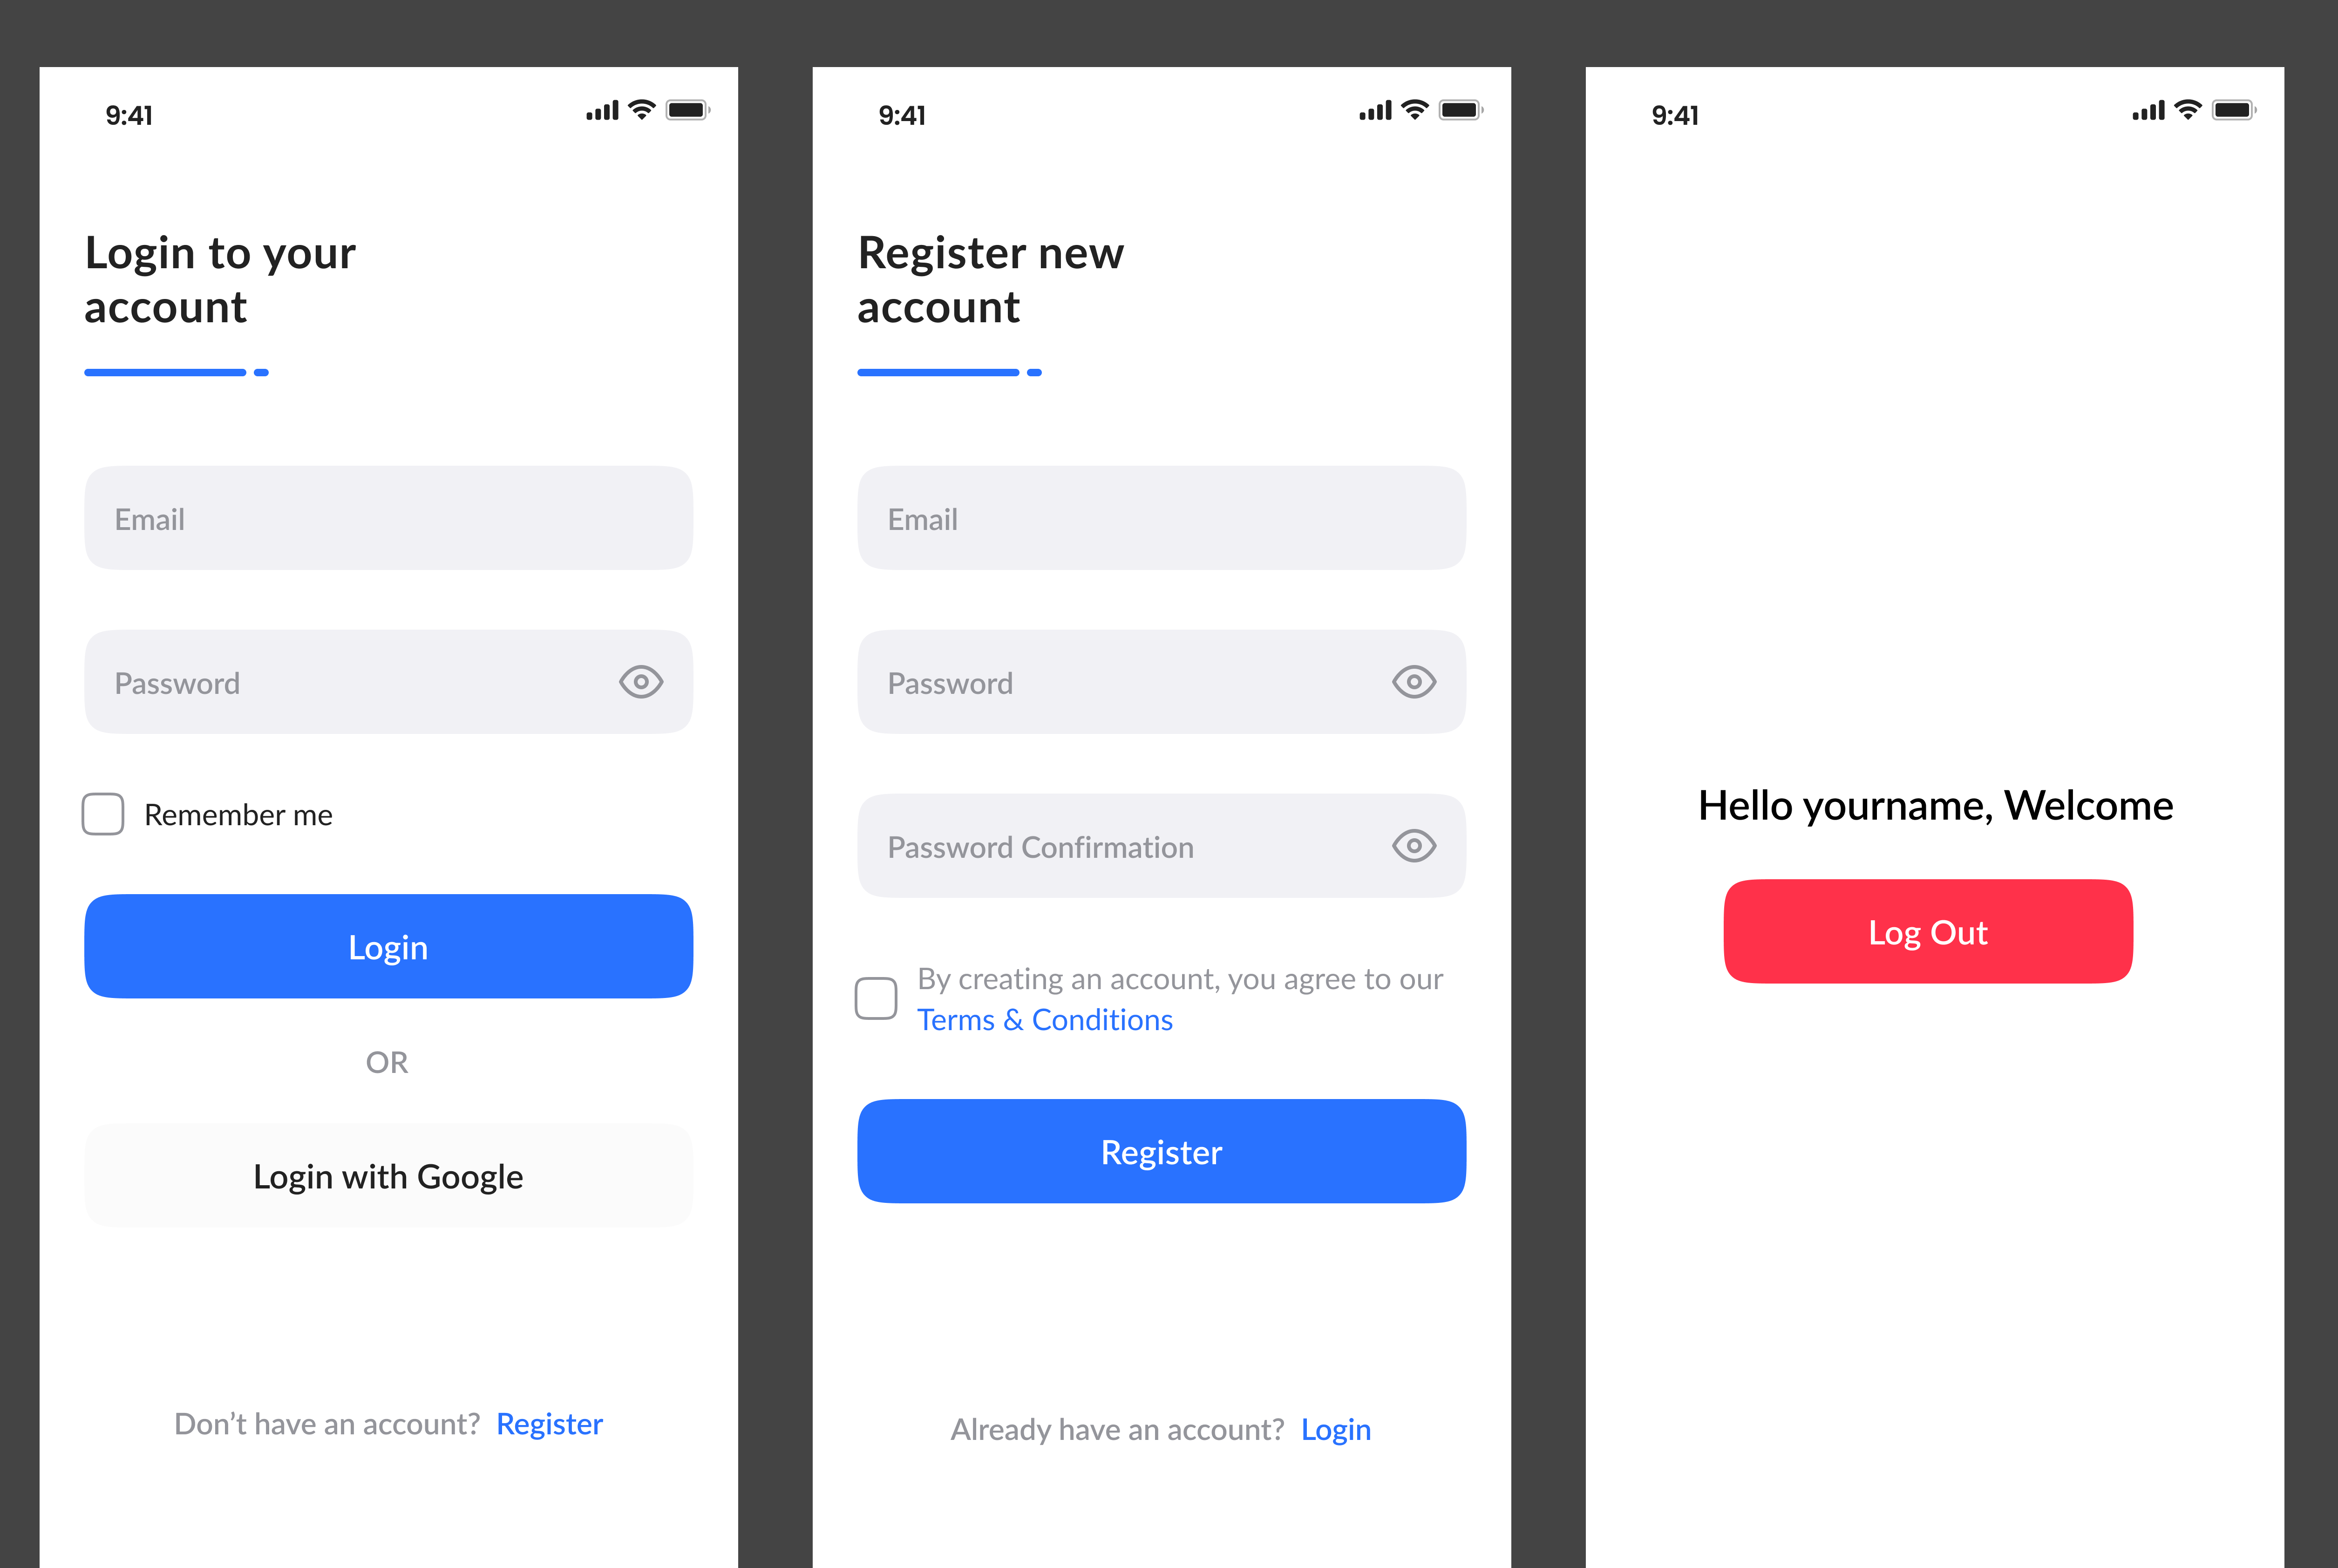 9:41
Login to your
account
Email
Password
Remember me
Login
OR
Login with Google
Don’t have an account? Register
9:41
Register new
account
Email
Password
Password Confirmation
By creating an account, you agree to our
Terms & Conditions
Register
Already have an account? Login
9:41
Hello yourname, Welcome
Log Out